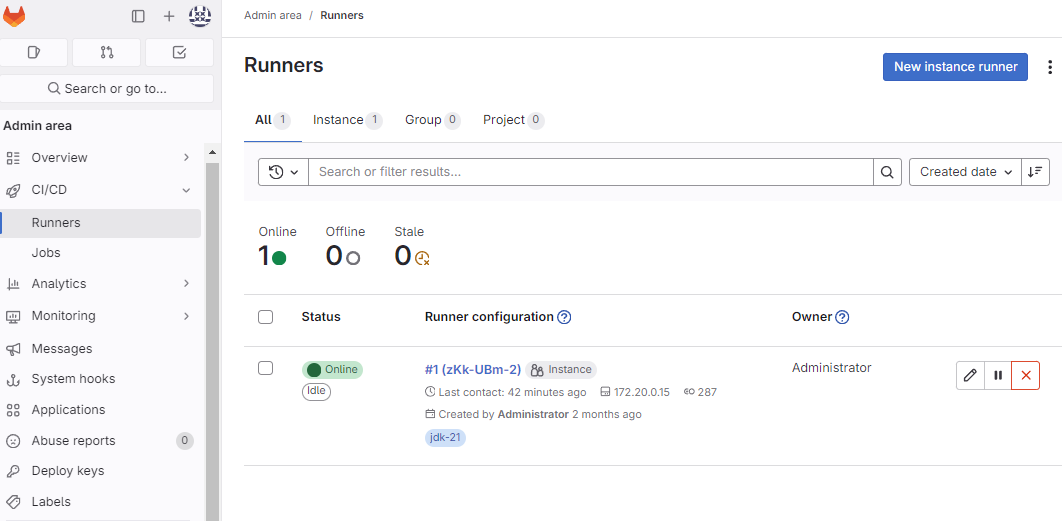 Admin area / Runners
Search or go to...
Runners
New instance runner
All 1 Instance 1 Group 0 Project 0
Admin area
Overview
CI/CD
Runners
Jobs
Analytics
Monitoring
Messages
System hooks
Applications
Abuse reports 0
Deploy keys
Labels
Search or filter results...
Created date
Online Offline Stale
1 0 0
Status Runner configuration Owner
Online #1 (zKk-UBm-2) Instance Administrator
Idle Last contact: 42 minutes ago 172.20.0.15 287
Created by Administrator 2 months ago
jdk-21